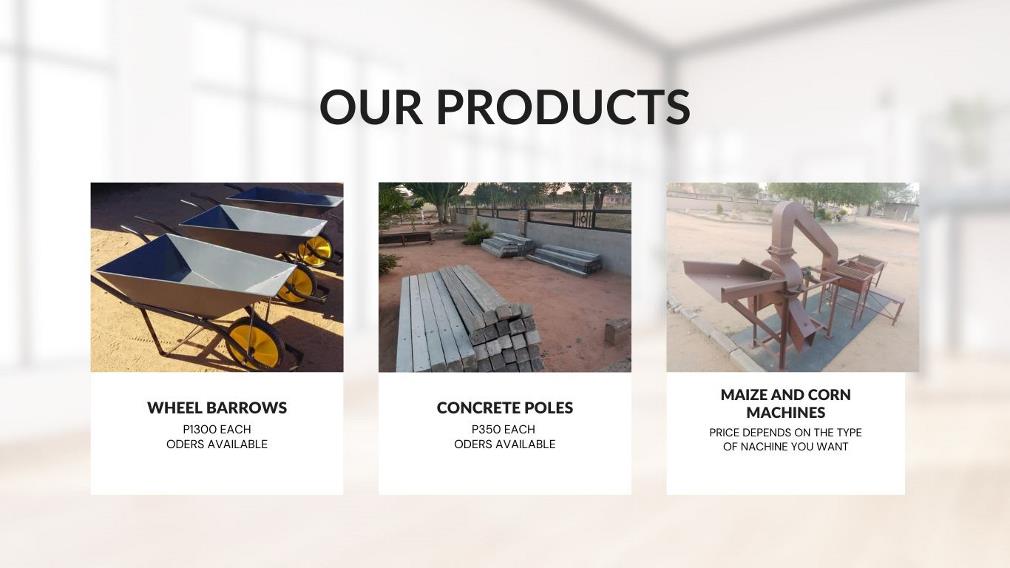 OUR PRODUCTS
WHEEL BARROWS
P1300 EACH
ODERS AVAILABLE
CONCRETE POLES
P350 EACH
ODERS AVAILABLE
MAIZE AND CORN
MACHINES
PRICE DEPENDS ON THE TYPE
OF NACHINE YOU WANT